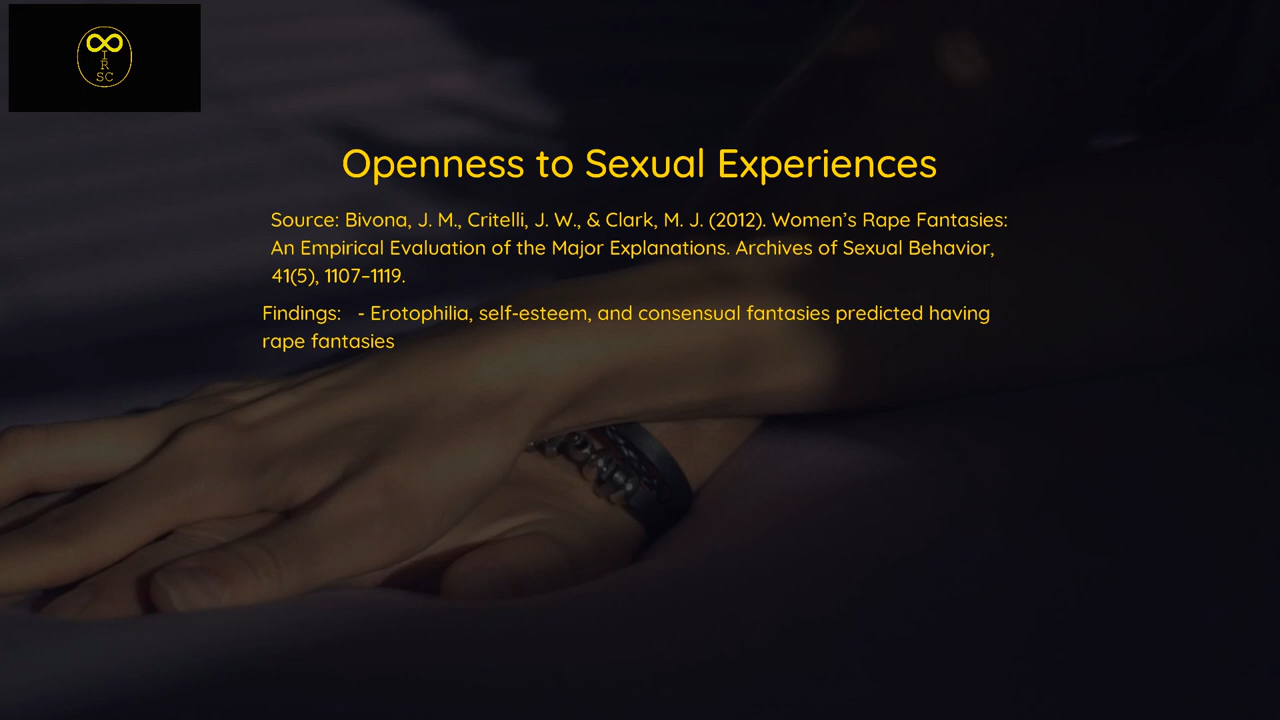 ∞
I
R
SC
Openness to Sexual Experiences
Source: Bivona, J. M., Critelli, J. W., & Clark, M. J. (2012). Women’s Rape Fantasies:
An Empirical Evaluation of the Major Explanations. Archives of Sexual Behavior,
41(5), 1107–1119.
Findings:   - Erotophilia, self-esteem, and consensual fantasies predicted having
rape fantasies